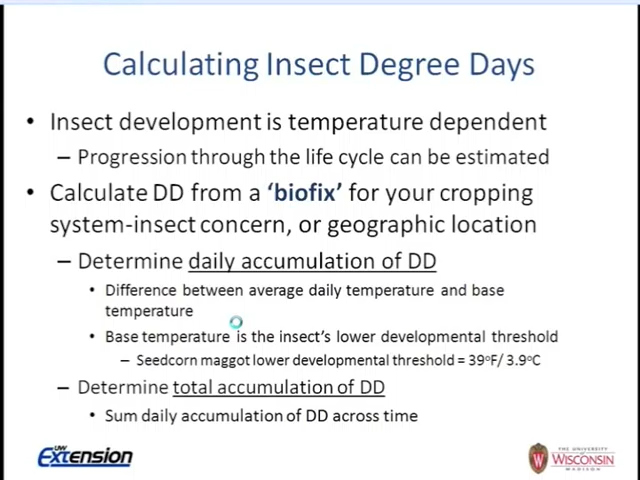 Calculating Insect Degree Days
• Insect development is temperature dependent
– Progression through the life cycle can be estimated
• Calculate DD from a ‘biofix’ for your cropping
system-insect concern, or geographic location
– Determine daily accumulation of DD
• Difference between average daily temperature and base
temperature
• Base temperature is the insect’s lower developmental threshold
– Seedcorn maggot lower developmental threshold = 39°F/ 3.9°C
– Determine total accumulation of DD
• Sum daily accumulation of DD across time
UW
Extension
THE UNIVERSITY
WISCONSIN
MADISON